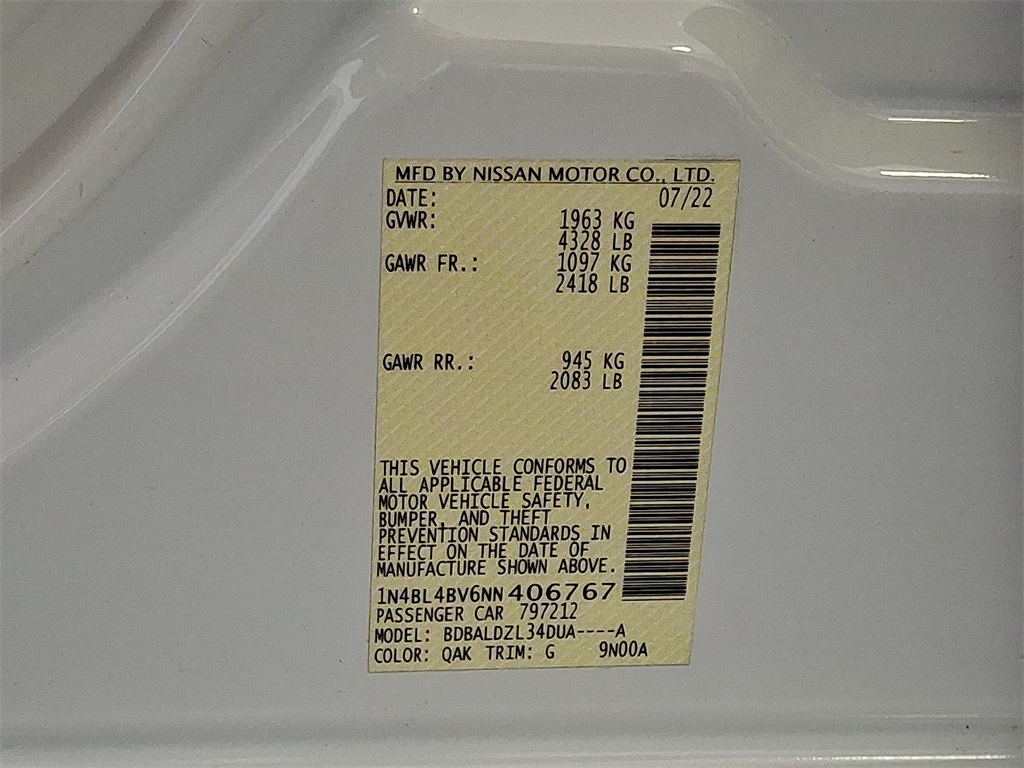 MFD BY NISSAN MOTOR CO., LTD.
DATE: 07/22
GVWR: 1963 KG
4328 LB
GAWR FR.: 1097 KG
2418 LB
GAWR RR.: 945 KG
2083 LB
THIS VEHICLE CONFORMS TO
ALL APPLICABLE FEDERAL
MOTOR VEHICLE SAFETY,
BUMPER, AND THEFT
PREVENTION STANDARDS IN
EFFECT ON THE DATE OF
MANUFACTURE SHOWN ABOVE.
1N4BL4BV6NN406767
PASSENGER CAR 797212
MODEL: BDBALDZL34DUA----A
COLOR: QAK TRIM: G 9N00A